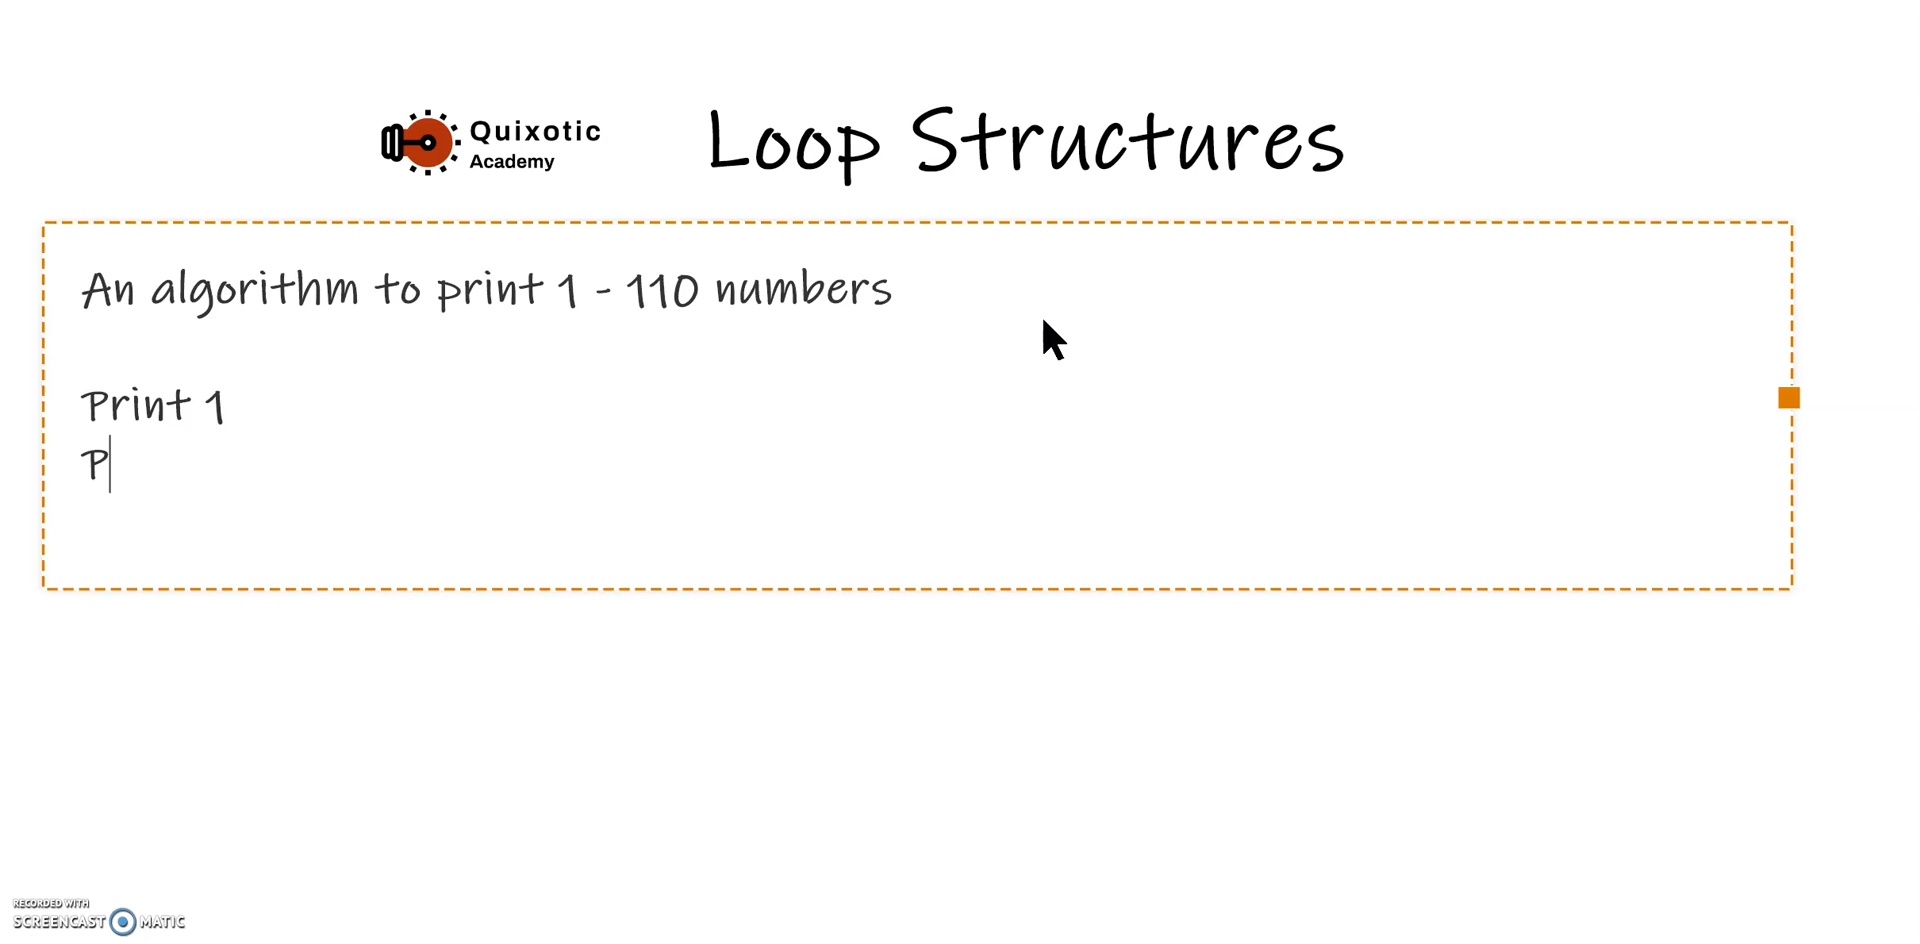 Quixotic
Academy
Loop Structures
An algorithm to print 1 - 110 numbers
Print 1
P
RECORDED WITH
SCREENCAST MATIC